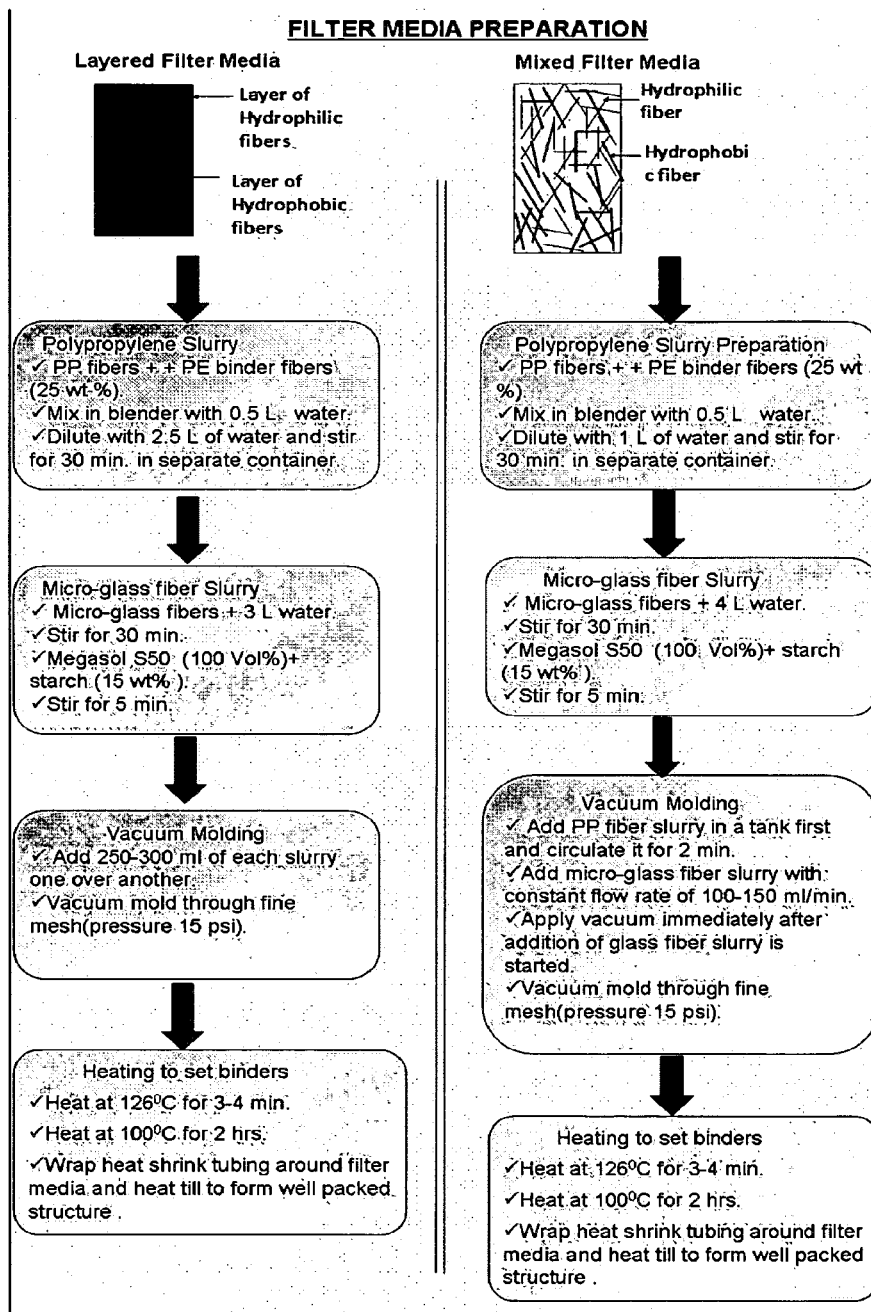 FILTER MEDIA PREPARATION
Layered Filter Media
Layer of
Hydrophilic
fibers
Layer of
Hydrophobic
fibers
Polypropylene Slurry
✓ PP fibers + + PE binder fibers
(25 wt %)
✓Mix in blender with 0.5 L water.
✓Dilute with 2.5 L of water and stir
for 30 min. in separate container.
Micro-glass fiber Slurry
✓ Micro-glass fibers + 3 L water
✓Stir for 30 min.
✓Megasol S50 (100 Vol%)+
starch (15 wt% )
✓Stir for 5 min.
Vacuum Molding
✓ Add 250-300 ml of each slurry
one over another.
✓Vacuum mold through fine
mesh(pressure 15 psi).
Heating to set binders
✓Heat at 126⁰C for 3-4 min.
✓Heat at 100⁰C for 2 hrs.
✓Wrap heat shrink tubing around filter
media and heat till to form well packed
structure .
Mixed Filter Media
Hydrophilic
fiber
Hydrophobi
c fiber
Polypropylene Slurry Preparation
✓ PP fibers + + PE binder fibers (25 wt
%)
✓Mix in blender with 0.5 L water.
✓Dilute with 1 L of water and stir for
30 min. in separate container.
Micro-glass fiber Slurry
✓ Micro-glass fibers + 4 L water.
✓Stir for 30 min.
✓Megasol S50 (100 Vol%)+ starch
(15 wt% )
✓Stir for 5 min.
Vacuum Molding
✓ Add PP fiber slurry in a tank first
and circulate it for 2 min.
✓Add micro-glass fiber slurry with
constant flow rate of 100-150 ml/min.
✓Apply vacuum immediately after
addition of glass fiber slurry is
started.
✓Vacuum mold through fine
mesh(pressure 15 psi)
Heating to set binders
✓Heat at 126⁰C for 3-4 min.
✓Heat at 100⁰C for 2 hrs.
✓Wrap heat shrink tubing around filter
media and heat till to form well packed
structure .